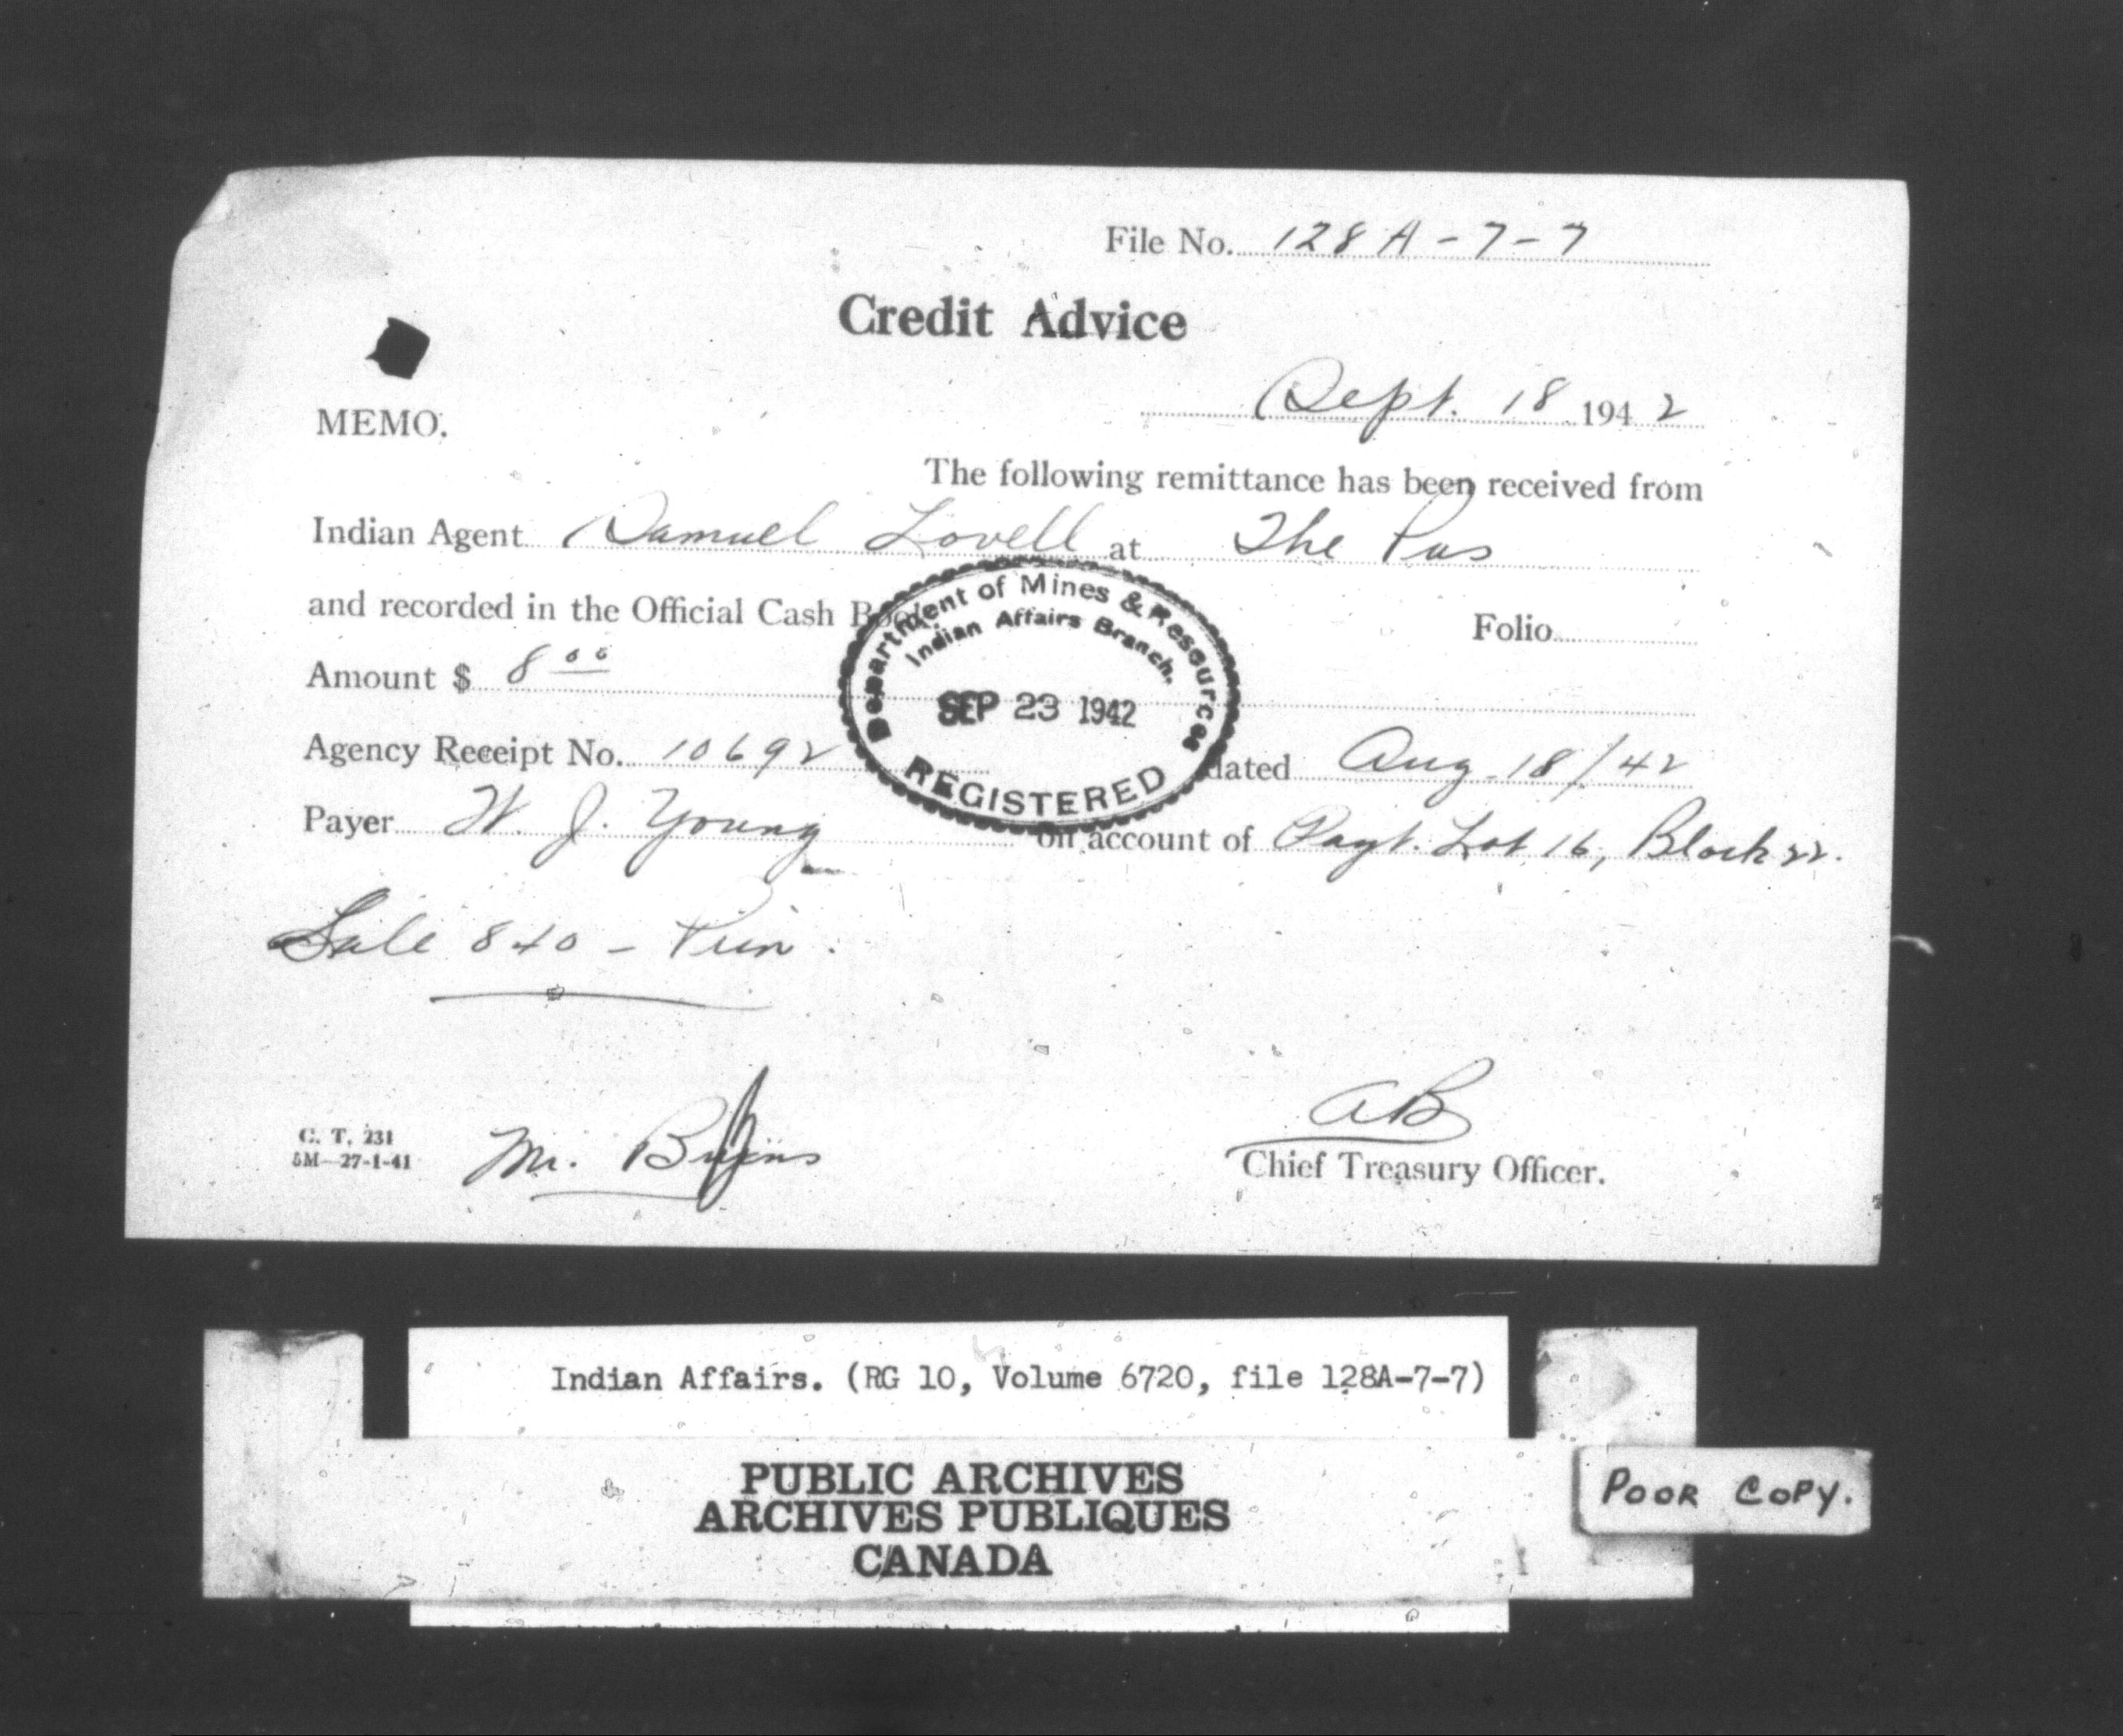 File No. 128 A - 7 - 7
Credit Advice
Sept. 18 1942
MEMO.
The following remittance has been received from
Indian Agent Samuel Lovell at The Pas
and recorded in the Official Cash Book Folio
Amount $ 8 00
Department of Mines & Resources
Indian Affairs Branch.
SEP 23 1942
REGISTERED
Agency Receipt No. 10692 dated Aug. 18/42
Payer W. J. Young on account of Payt. Lot 16, Block 22.
Sale 840 - Prin.
C. T. 231
5M-27-1-41
Mr.
AB
Chief Treasury Officer.
Indian Affairs. (RG 10, Volume 6720, file 128A-7-7)
PUBLIC ARCHIVES
ARCHIVES PUBLIQUES
CANADA
POOR COPY.